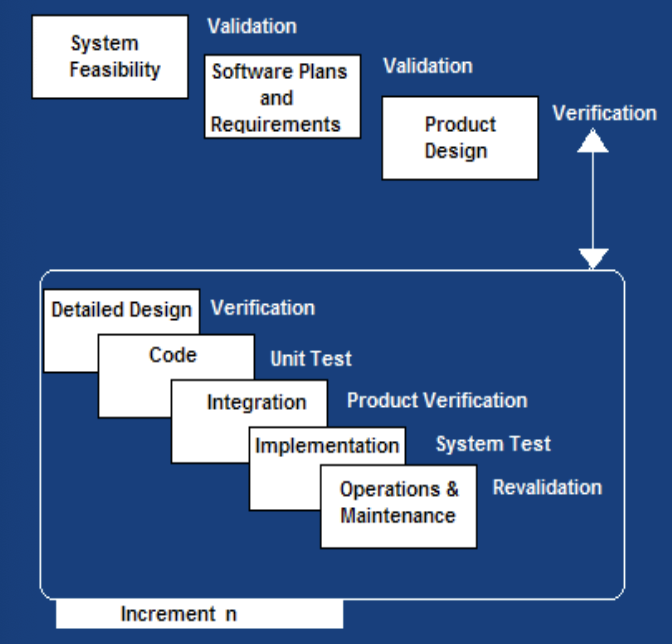 System
Feasibility
Validation
Software Plans
and
Requirements
Validation
Product
Design
Verification
Detailed Design
Verification
Code
Unit Test
Integration
Product Verification
Implementation
System Test
Operations &
Maintenance
Revalidation
Increment n